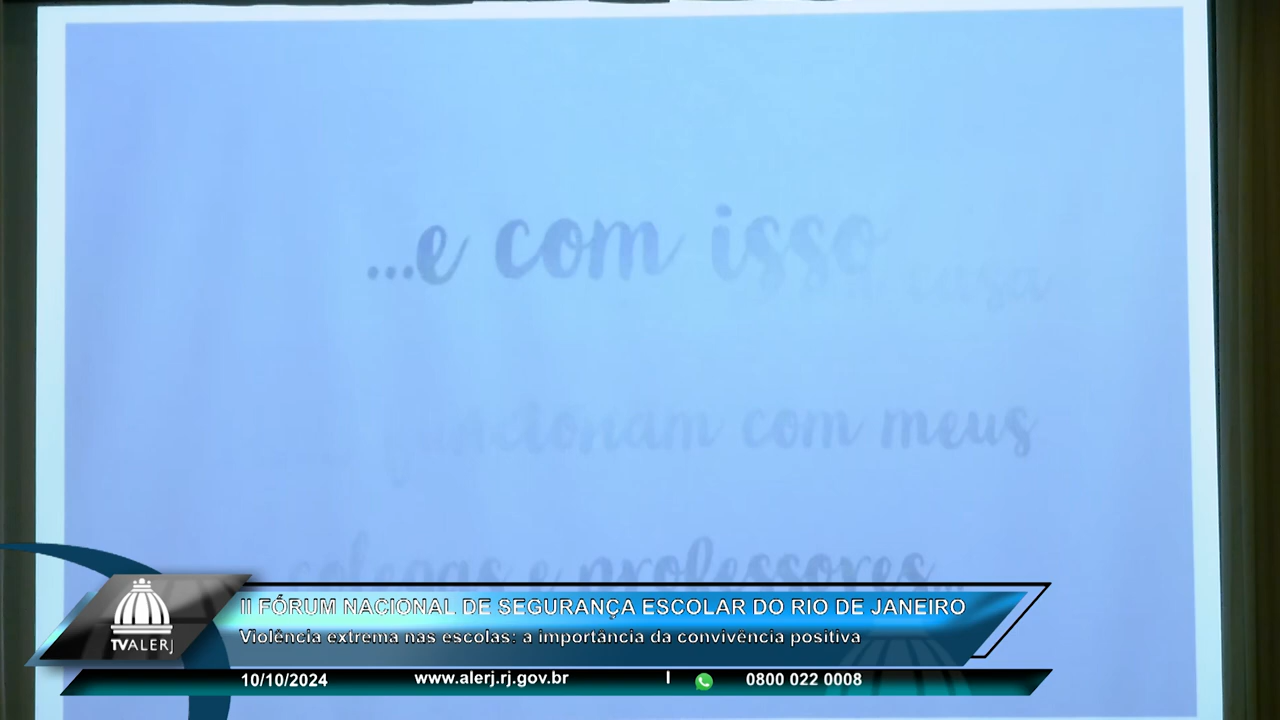 ...e com isso
casa
funcionam com meus
colegas e professores...
II FÓRUM NACIONAL DE SEGURANÇA ESCOLAR DO RIO DE JANEIRO
Violência extrema nas escolas: a importância da convivência positiva
TVALERJ
10/10/2024 www.alerj.rj.gov.br | 0800 022 0008